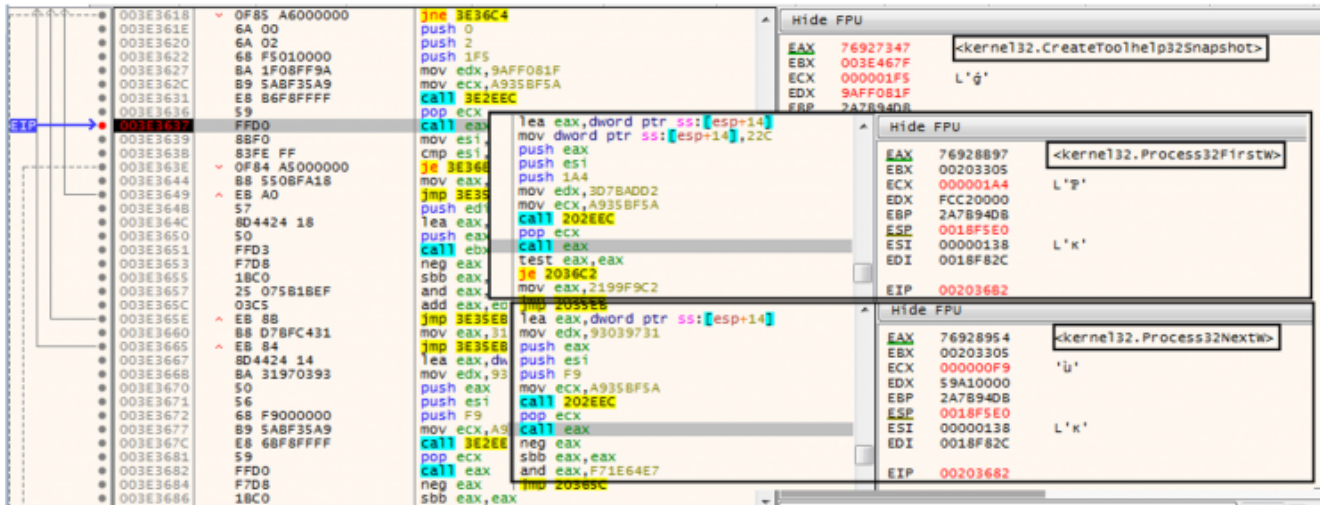 003E3618 0F85 A6000000 jne 3E36C4
003E361E 6A 00 push 0
003E3620 6A 02 push 2
003E3622 68 F5010000 push 1F5
003E3627 BA 1F08FF9A mov edx,9AFF081F
003E362C B9 5ABF35A9 mov ecx,A935BF5A
003E3631 E8 B6F8FFFF call 3E2EEC
003E3636 59 pop ecx
EIP 003E3637 FFD0 call eax
003E3639 8BF0 mov esi,
003E363B 83FE FF cmp esi,
003E363E 0F84 A5000000 je 3E36E
003E3644 B8 550BFA18 mov eax,
003E3649 EB A0 jmp 3E35
003E364B 57 push edi
003E364C 8D4424 18 lea eax,
003E3650 50 push eax
003E3651 FFD3 call ebx
003E3653 F7D8 neg eax
003E3655 1BC0 sbb eax,
003E3657 25 075B1BEF and eax,
003E365C 03C5 add eax,eb
003E365E EB 8B jmp 3E35EB
003E3660 B8 D7BFC431 mov eax,31
003E3665 EB 84 jmp 3E35EB
003E3667 8D4424 14 lea eax,dw
003E366B BA 31970393 mov edx,93
003E3670 50 push eax
003E3671 56 push esi
003E3672 68 F9000000 push F9
003E3677 B9 5ABF35A9 mov ecx,A9
003E367C E8 6BF8FFFF call 3E2EE
003E3681 59 pop ecx
003E3682 FFD0 call eax
003E3684 F7D8 neg eax
003E3686 1BC0 sbb eax,eax
Hide FPU
EAX 76927347 <kernel32.CreateToolhelp32Snapshot>
EBX 003E467F
ECX 000001F5
EDX 9AFF081F
EBP 2A7B94DB
lea eax,dword ptr ss:[esp+14]
mov dword ptr ss:[esp+14],22C
push eax
push esi
push 1A4
mov edx,3D7BADD2
mov ecx,A935BF5A
call 202EEC
pop ecx
call eax
test eax,eax
je 2036C2
mov eax,2199F9C2
jmp 2035EB
Hide FPU
EAX 76928B97 <kernel32.Process32FirstW>
EBX 00203305
ECX 000001A4
EDX FCC20000
EBP 2A7B94DB
ESP 0018F5E0
ESI 00000138 L'ĸ'
EDI 0018F82C
EIP 00203682
lea eax,dword ptr ss:[esp+14]
mov edx,93039731
push eax
push esi
push F9
mov ecx,A935BF5A
call 202EEC
pop ecx
call eax
neg eax
sbb eax,eax
and eax,F71E64E7
jmp 20365C
Hide FPU
EAX 76928954 <kernel32.Process32NextW>
EBX 00203305
ECX 000000F9 'ù'
EDX 59A10000
EBP 2A7B94DB
ESP 0018F5E0
ESI 00000138 L'ĸ'
EDI 0018F82C
EIP 00203682